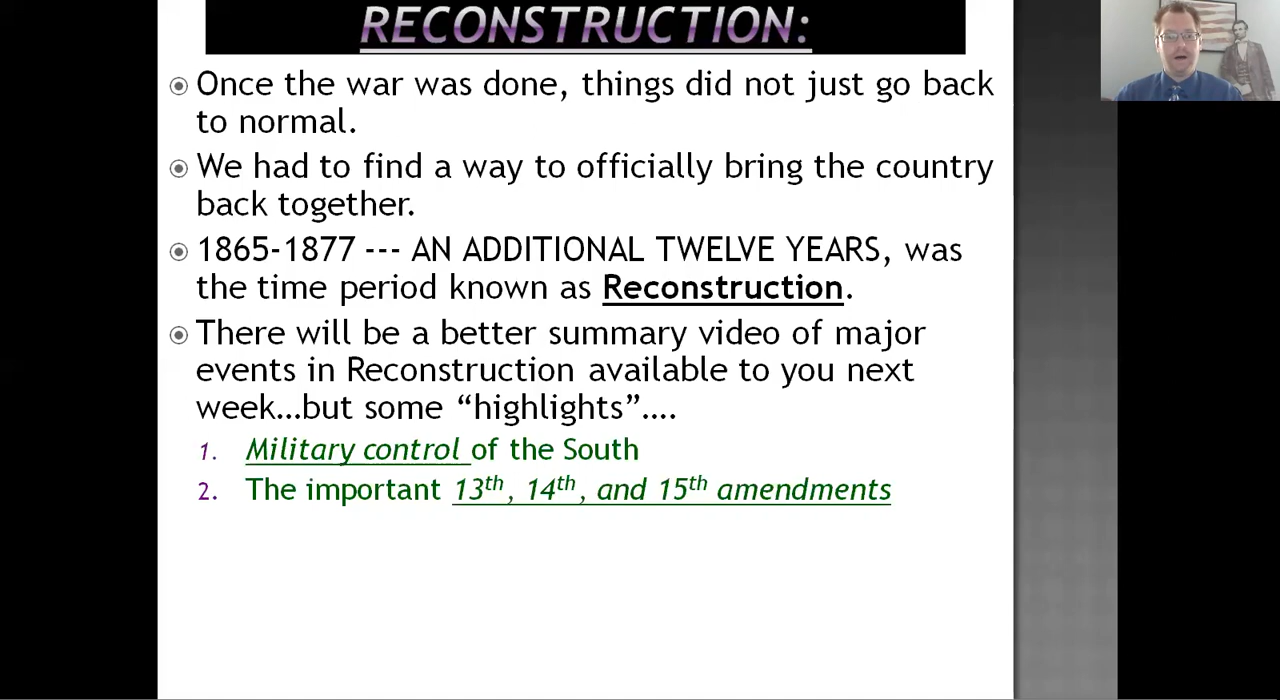 RECONSTRUCTION:
Once the war was done, things did not just go back
to normal.
We had to find a way to officially bring the country
back together.
1865-1877 --- AN ADDITIONAL TWELVE YEARS, was
the time period known as Reconstruction.
There will be a better summary video of major
events in Reconstruction available to you next
week…but some “highlights”….
1. Military control of the South
2. The important 13th, 14th, and 15th amendments